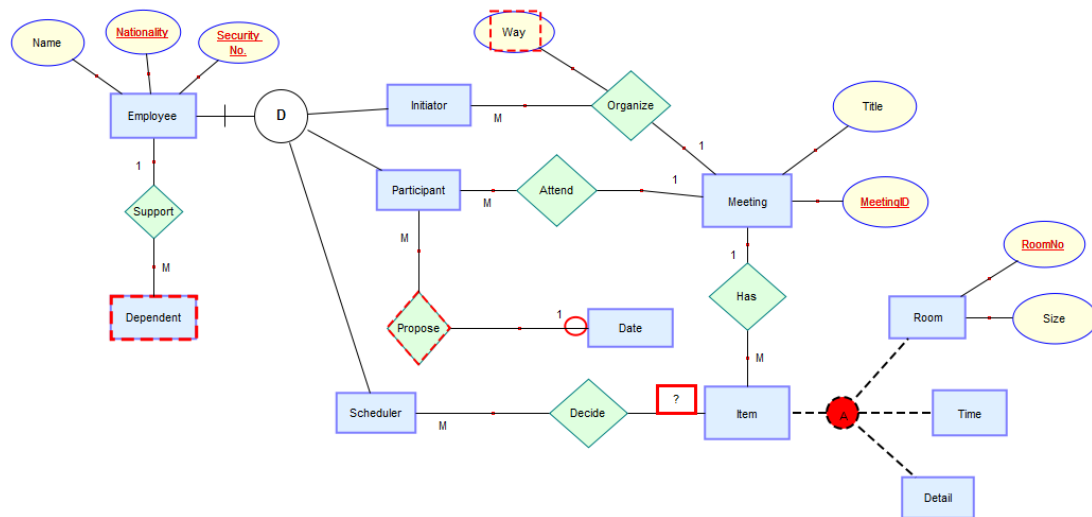 Way
Nationality
Security
No.
Name
Title
Initiator
Organize
Employee
D
M
1
1
Participant
Attend
Meeting
MeetingID
M
1
Support
M
1
RoomNo
M
Has
Dependent
Propose
1
Date
Room
Size
M
?
Scheduler
Decide
Item
A
Time
M
Detail